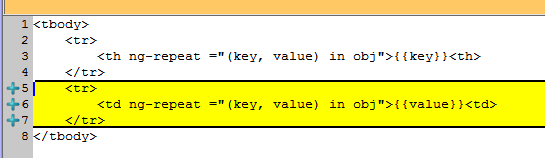 1 <tbody>
2 <tr>
3 <th ng-repeat ="(key, value) in obj">{{key}}<th>
4 </tr>
5 <tr>
6 <td ng-repeat ="(key, value) in obj">{{value}}<td>
7 </tr>
8 </tbody>